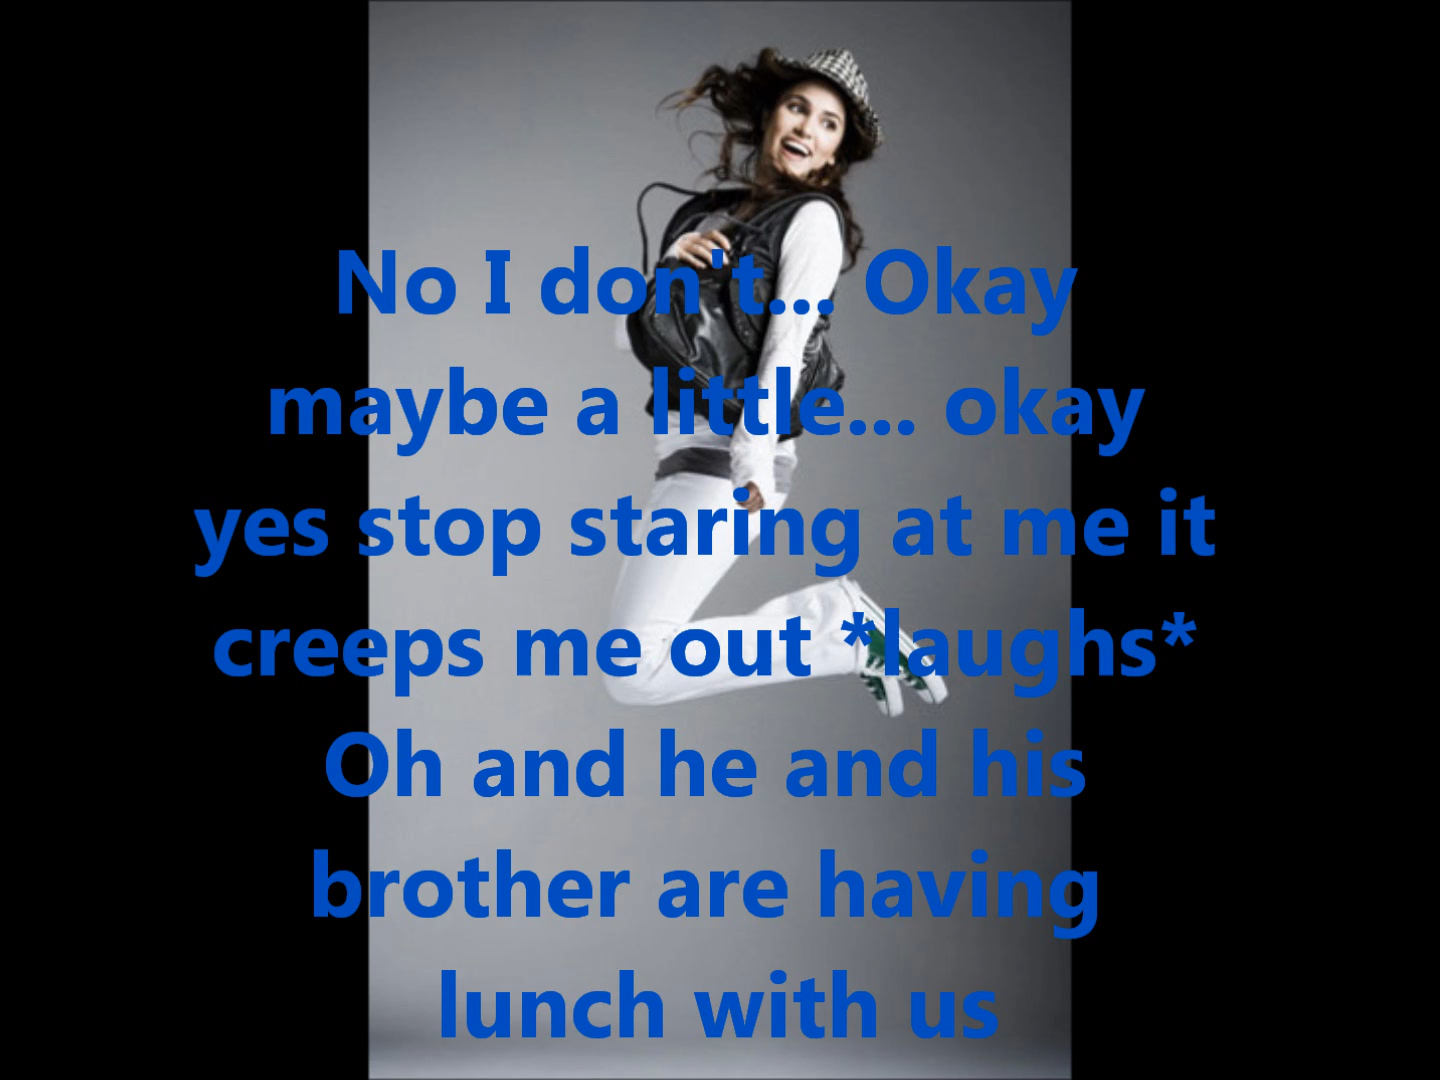 No I don't... Okay
maybe a little... okay
yes stop staring at me it
creeps me out *laughs*
Oh and he and his
brother are having
lunch with us